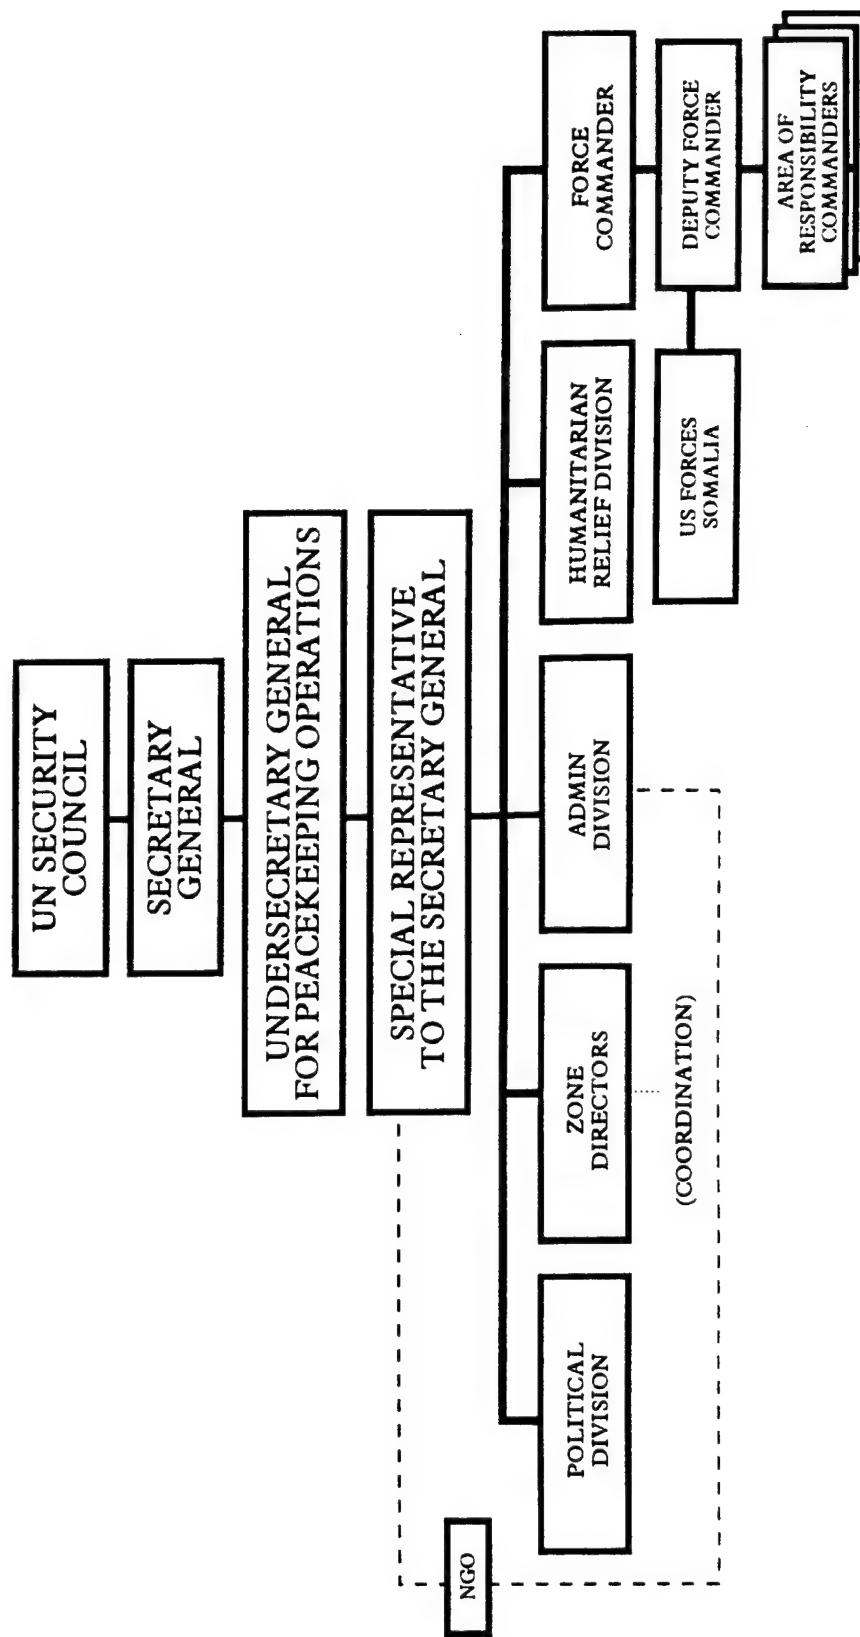 UN SECURITY
COUNCIL
SECRETARY
GENERAL
UNDERSECRETARY GENERAL
FOR PEACEKEEPING OPERATIONS
SPECIAL REPRESENTATIVE
TO THE SECRETARY GENERAL
NGO
POLITICAL
DIVISION
ZONE
DIRECTORS
ADMIN
DIVISION
HUMANITARIAN
RELIEF DIVISION
FORCE
COMMANDER
(COORDINATION)
US FORCES
SOMALIA
DEPUTY FORCE
COMMANDER
AREA OF
RESPONSIBILITY
COMMANDERS